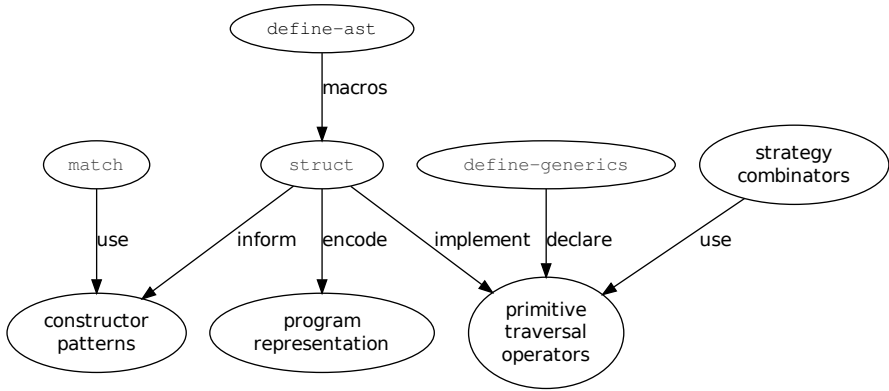 define-ast
macros
match
struct
define-generics
strategy
combinators
use
inform
encode
implement
declare
use
constructor
patterns
program
representation
primitive
traversal
operators